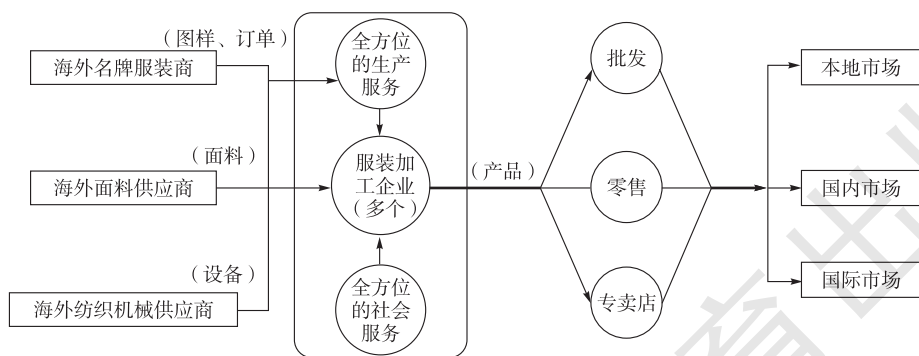 （图样、订单）
海外名牌服装商
（面料）
海外面料供应商
（设备）
海外纺织机械供应商
全方位
的生产
服务
服装加
工企业
（多个）
全方位
的社会
服务
（产品）
批发
零售
专卖店
本地市场
国内市场
国际市场
育出